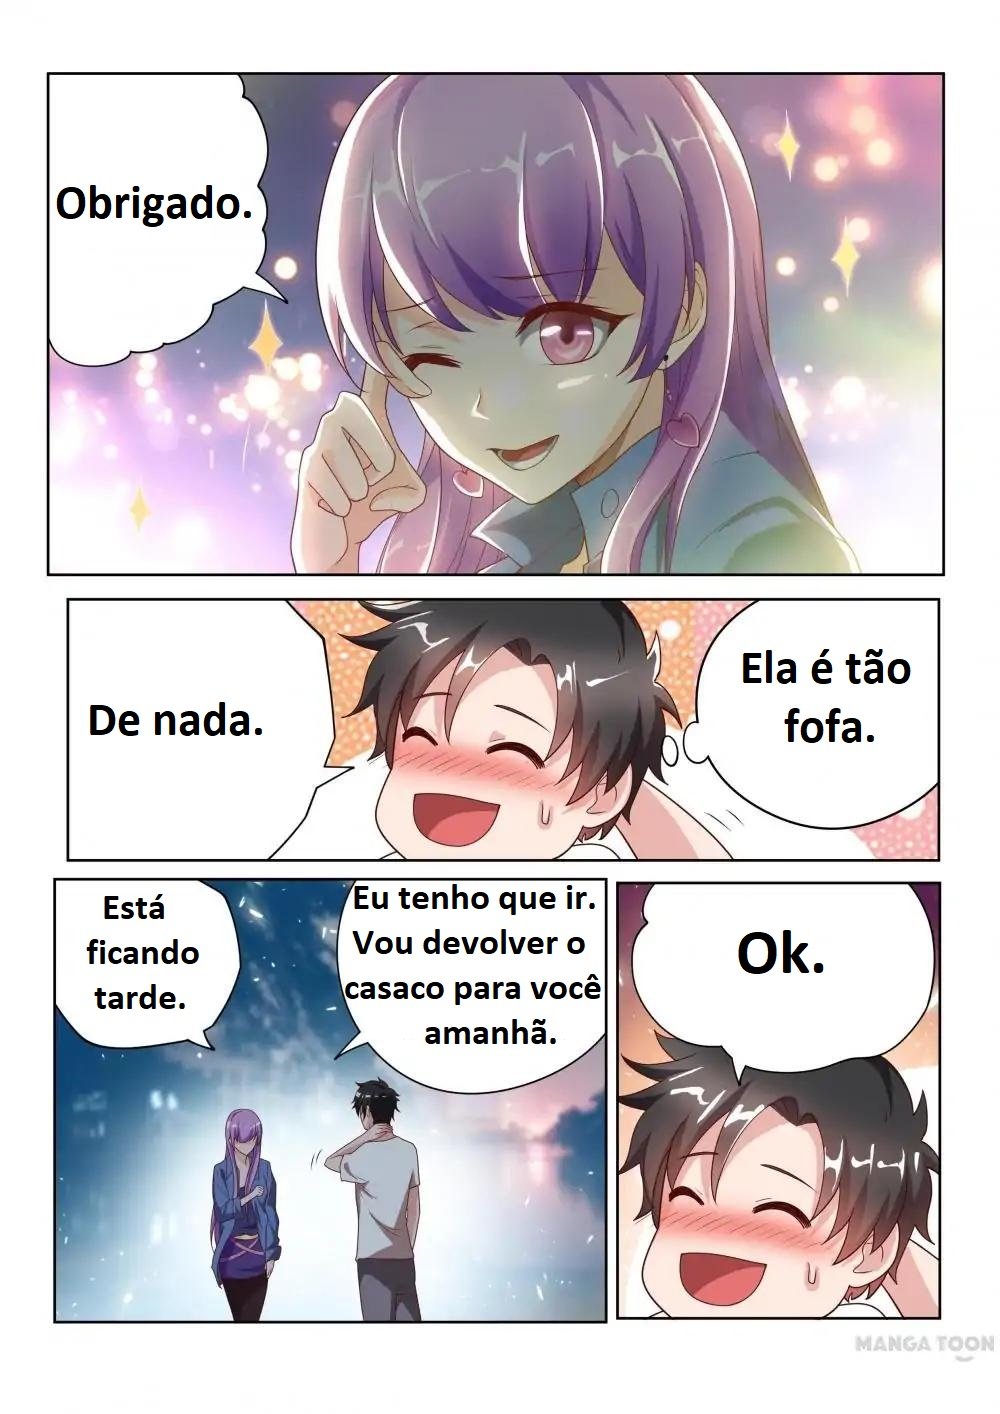 Obrigado.
De nada.
Ela é tão
fofa.
Está
ficando
tarde.
Eu tenho que ir.
Vou devolver o
casaco para você
amanhã.
Ok.
MANGA TOON